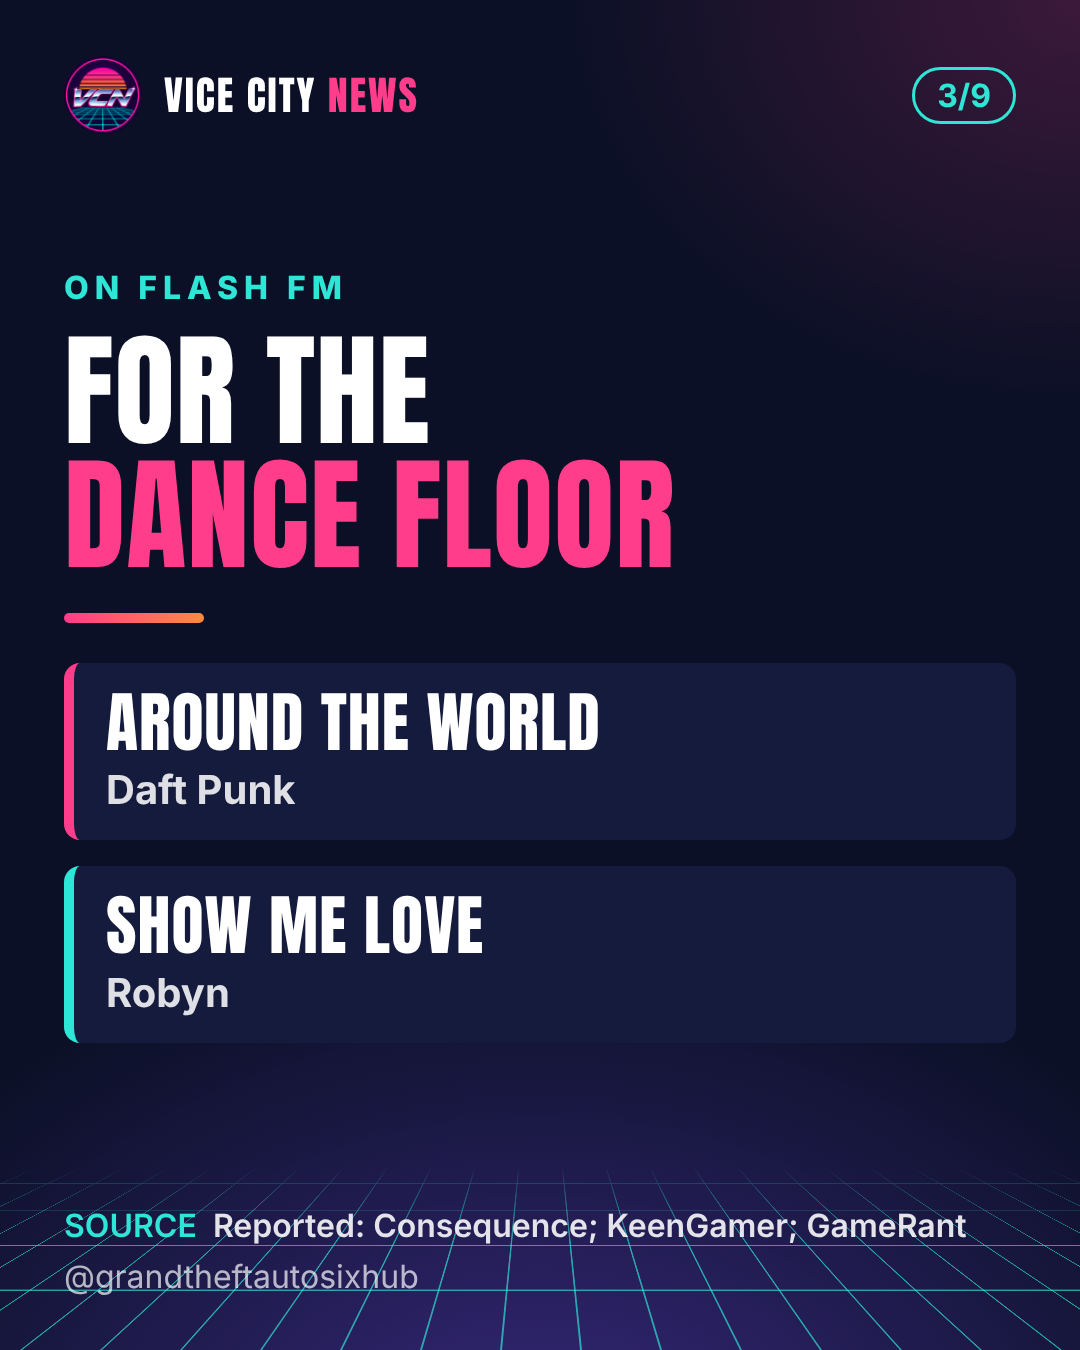 VCN
VICE CITY NEWS
3/9
ON FLASH FM
FOR THE
DANCE FLOOR
AROUND THE WORLD
Daft Punk
SHOW ME LOVE
Robyn
SOURCE Reported: Consequence; KeenGamer; GameRant
@grandtheftautosixhub